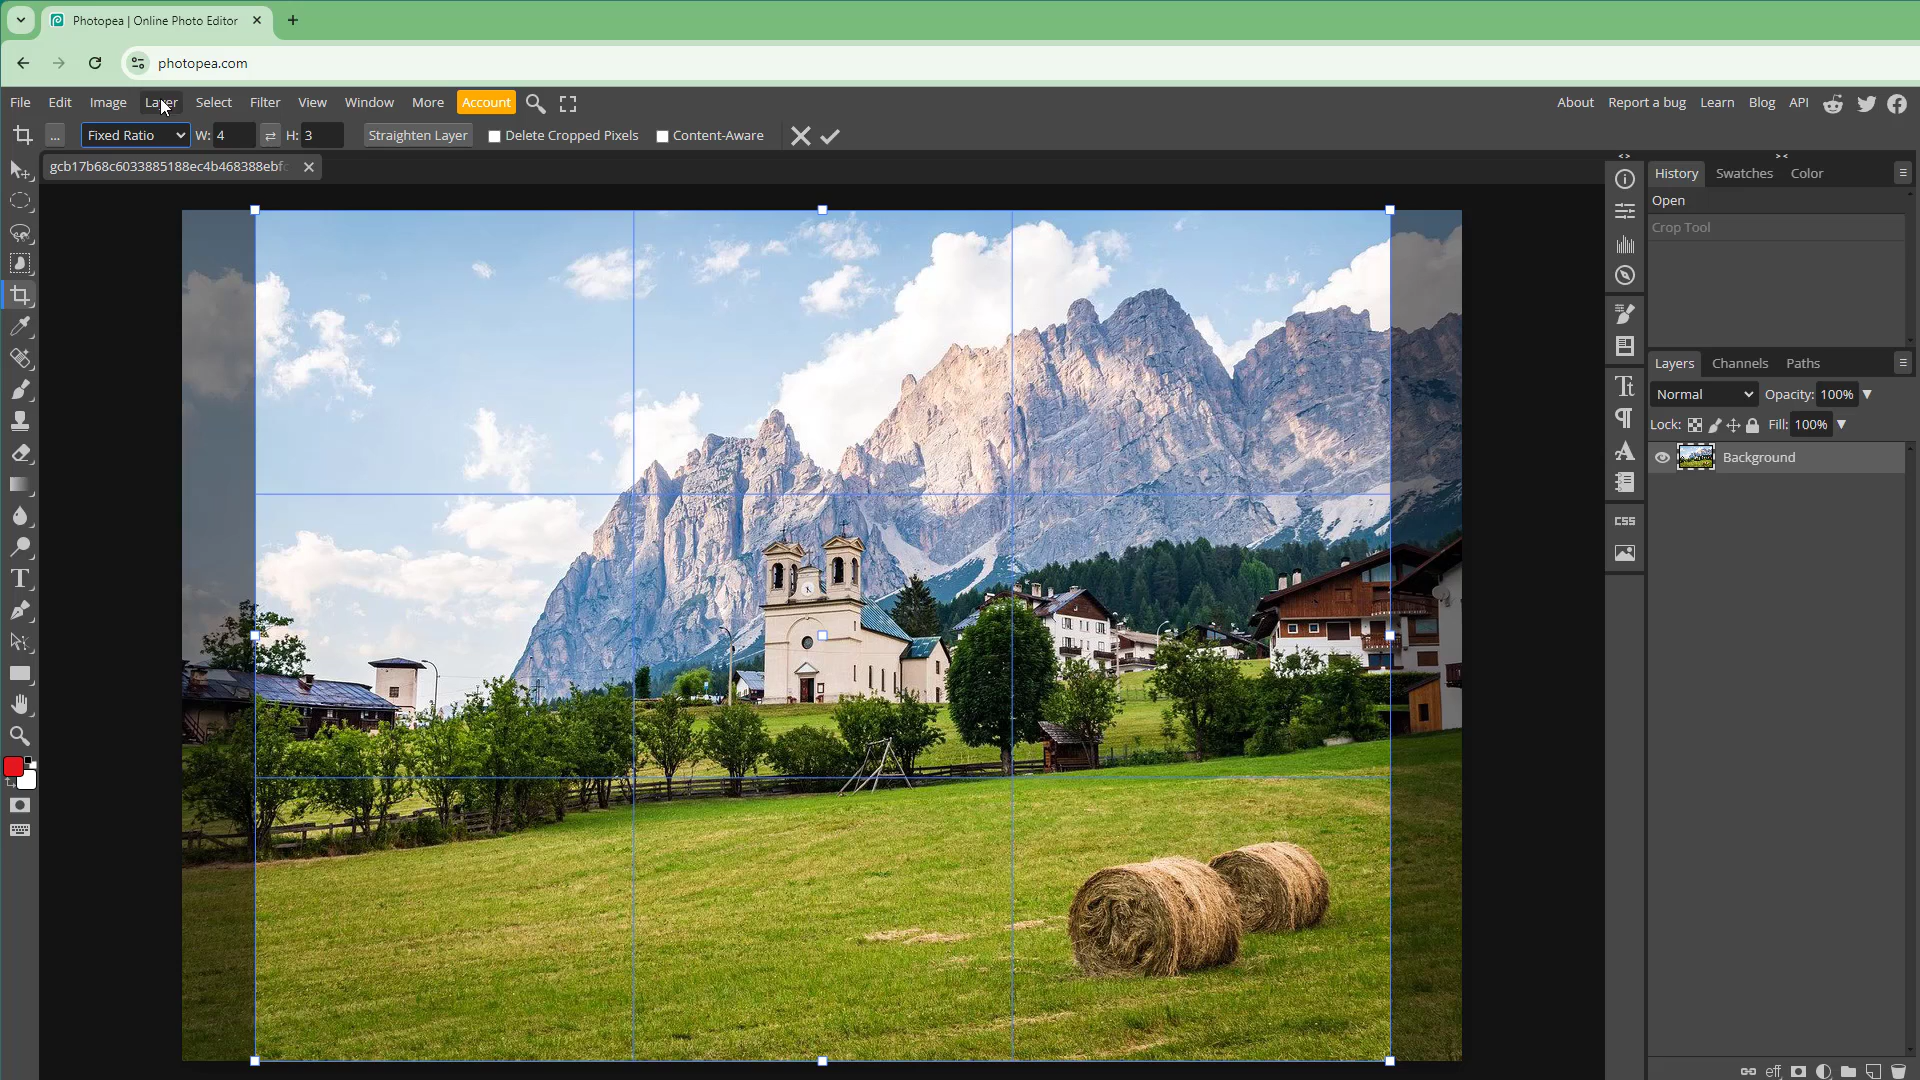 Photopea | Online Photo Editor
photopea.com
File Edit Image Layer Select Filter View Window More Account About Report a bug Learn Blog API
... Fixed Ratio W: 4 H: 3 Straighten Layer Delete Cropped Pixels Content-Aware
gcb17b68c6033885188ec4b468388ebf
History Swatches Color
Open
Crop Tool
Layers Channels Paths
Normal Opacity: 100%
Lock: Fill: 100%
Background
CSS
eff